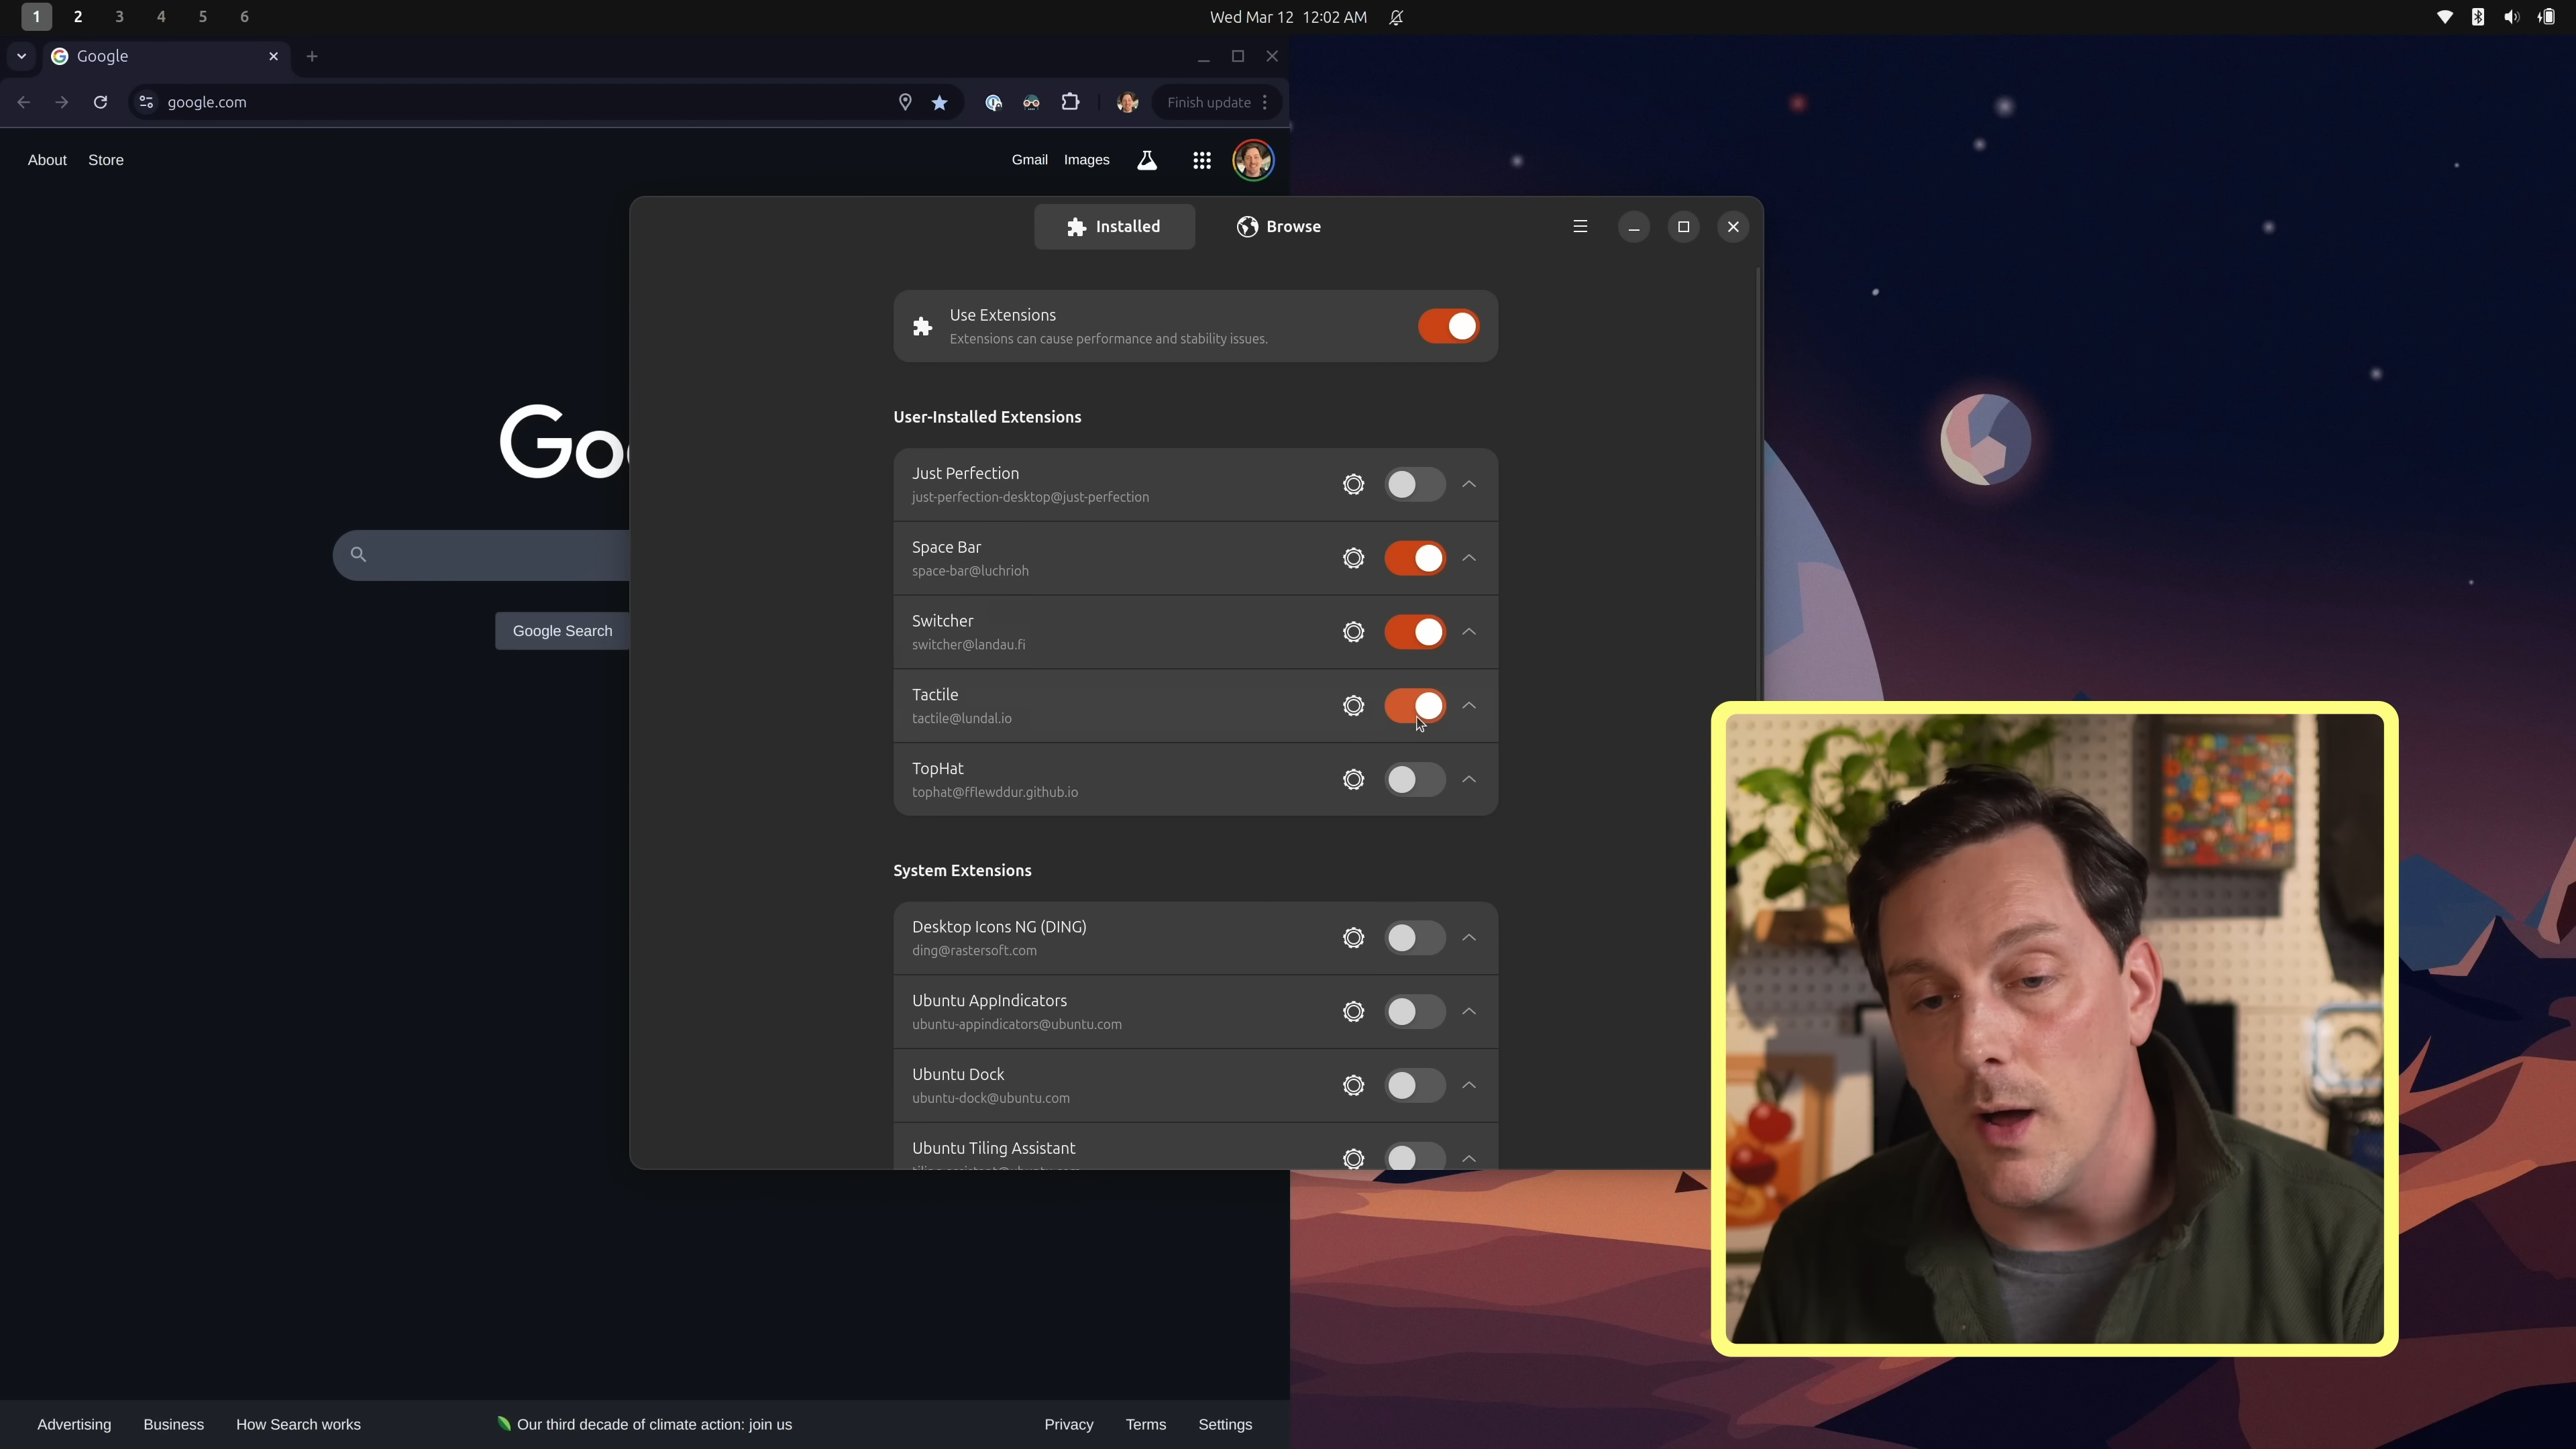 1 2 3 4 5 6
Wed Mar 12 12:02 AM
Google
google.com
Finish update
About Store
Gmail Images
Installed
Browse
Use Extensions
Extensions can cause performance and stability issues.
User-Installed Extensions
Just Perfection
just-perfection-desktop@just-perfection
Space Bar
space-bar@luchrioh
Switcher
switcher@landau.fi
Tactile
tactile@lundal.io
TopHat
tophat@fflewddur.github.io
Google Search
System Extensions
Desktop Icons NG (DING)
ding@rastersoft.com
Ubuntu AppIndicators
ubuntu-appindicators@ubuntu.com
Ubuntu Dock
ubuntu-dock@ubuntu.com
Ubuntu Tiling Assistant
Advertising Business How Search works
Our third decade of climate action: join us
Privacy Terms Settings